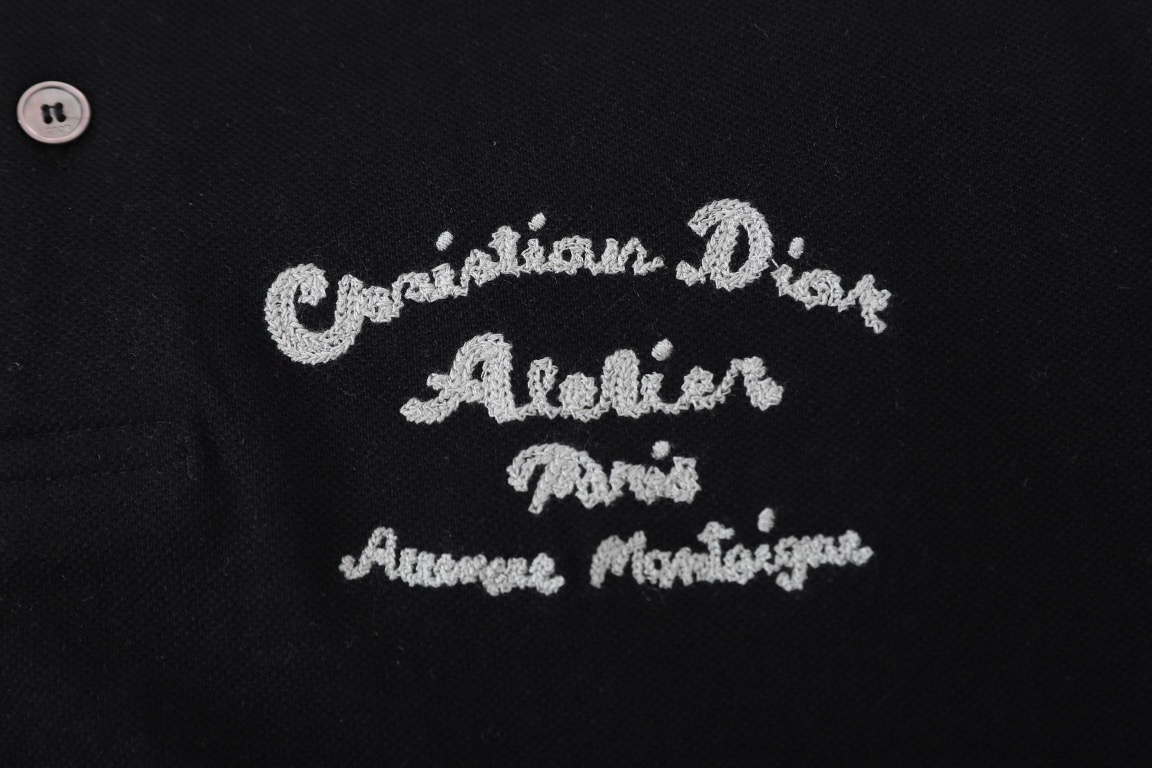 Christian Dior
Atelier
Paris
Avenue Montaigne